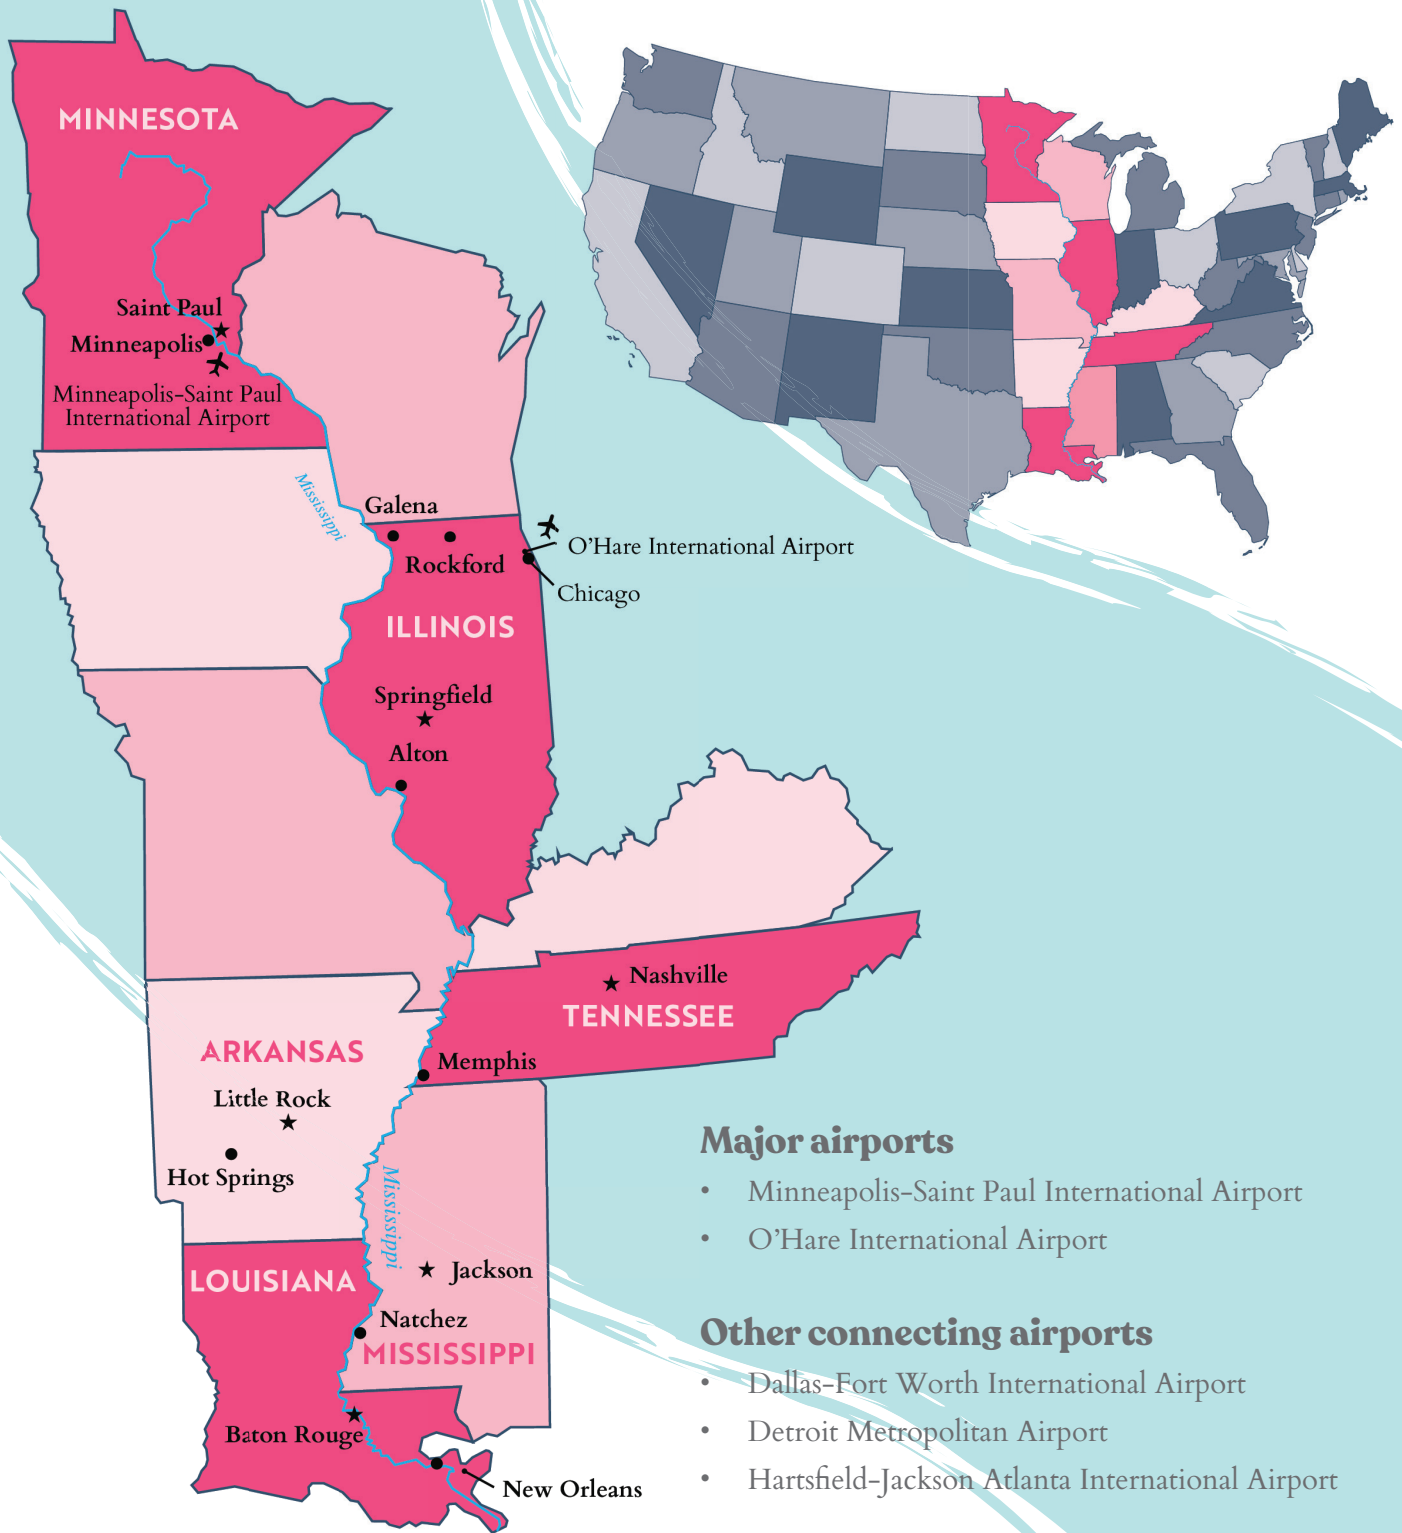 MINNESOTA
Saint Paul
Minneapolis
Minneapolis-Saint Paul
International Airport
Mississippi
Galena
Rockford
O'Hare International Airport
Chicago
ILLINOIS
Springfield
Alton
Nashville
TENNESSEE
Memphis
ARKANSAS
Little Rock
Hot Springs
Mississippi
Jackson
LOUISIANA
Natchez
MISSISSIPPI
Baton Rouge
New Orleans
Major airports
• Minneapolis-Saint Paul International Airport
• O'Hare International Airport
Other connecting airports
• Dallas-Fort Worth International Airport
• Detroit Metropolitan Airport
• Hartsfield-Jackson Atlanta International Airport